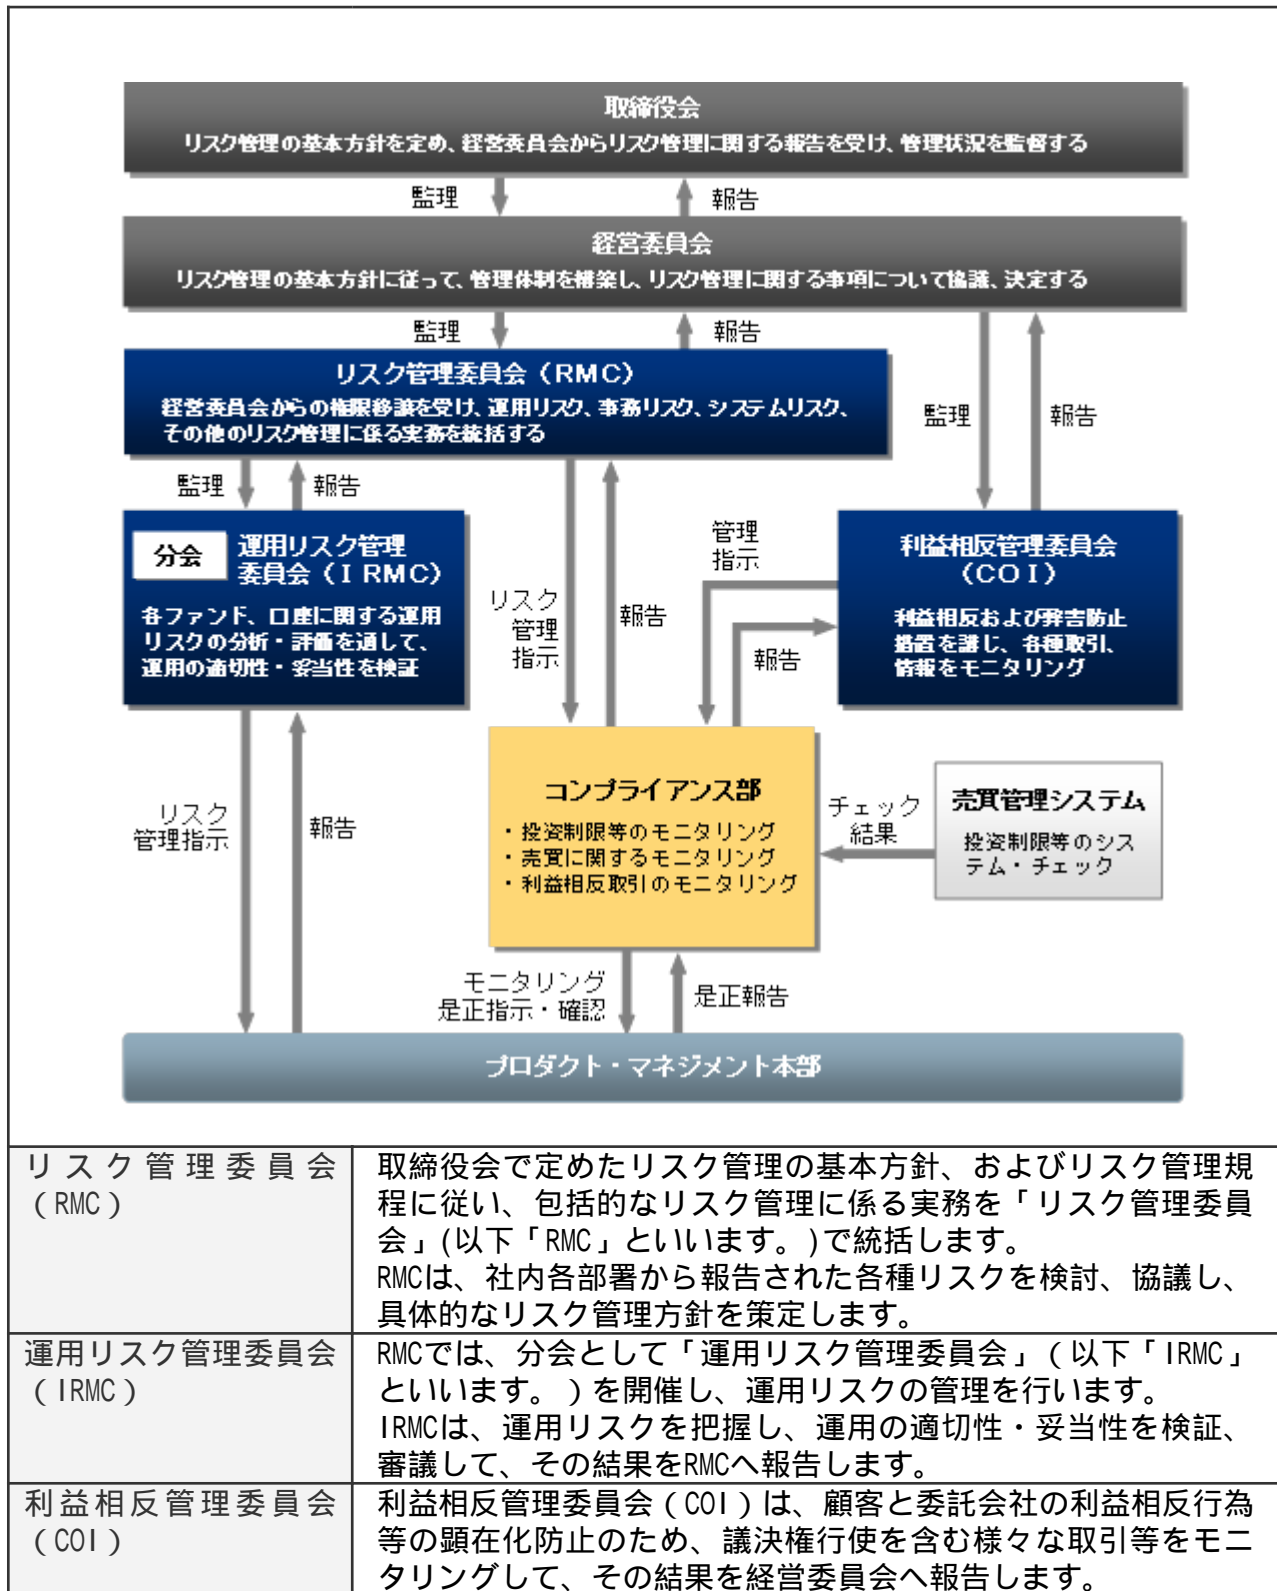 取締役会
リスク管理の基本方針を定め、経営委員会からリスク管理に関する報告を受け、管理状況を監督する
監理
報告
経営委員会
リスク管理の基本方針に従って、管理体制を構築し、リスク管理に関する事項について協議、決定する
監理
報告
リスク管理委員会（RMC）
経営委員会からの権限移譲を受け、運用リスク、事務リスク、システムリスク、
その他のリスク管理に係る実務を統括する
監理
報告
監理
報告
分会
運用リスク管理
委員会（IRMC）
各ファンド、口座に関する運用
リスクの分析・評価を通して、
運用の適切性・妥当性を検証
リスク
管理
指示
報告
管理
指示
報告
利益相反管理委員会
（COI）
利益相反および弊害防止
措置を講じ、各種取引、
情報をモニタリング
リスク
管理指示
報告
コンプライアンス部
・投資制限等のモニタリング
・売買に関するモニタリング
・利益相反取引のモニタリング
チェック
結果
売買管理システム
投資制限等のシス
テム・チェック
モニタリング
是正指示・確認
是正報告
プロダクト・マネジメント本部
リスク管理委員会
（RMC）
取締役会で定めたリスク管理の基本方針、およびリスク管理規
程に従い、包括的なリスク管理に係る実務を「リスク管理委員
会」(以下「RMC」といいます。)で統括します。
RMCは、社内各部署から報告された各種リスクを検討、協議し、
具体的なリスク管理方針を策定します。
運用リスク管理委員会
（IRMC）
RMCでは、分会として「運用リスク管理委員会」（以下「IRMC」
といいます。）を開催し、運用リスクの管理を行います。
IRMCは、運用リスクを把握し、運用の適切性・妥当性を検証、
審議して、その結果をRMCへ報告します。
利益相反管理委員会
（COI）
利益相反管理委員会（COI）は、顧客と委託会社の利益相反行為
等の顕在化防止のため、議決権行使を含む様々な取引等をモニ
タリングして、その結果を経営委員会へ報告します。